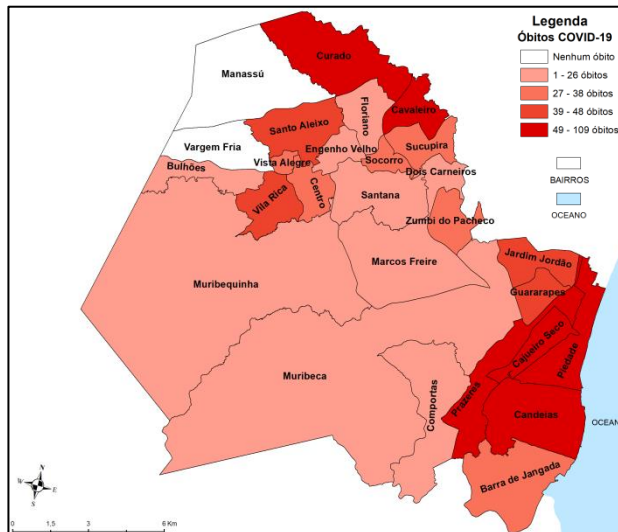 Legenda
Óbitos COVID-19
Nenhum óbito
1 - 26 óbitos
27 - 38 óbitos
39 - 48 óbitos
49 - 109 óbitos
BAIRROS
OCEANO
Curado
Manassú
Floriano
Cavaleiro
Santo Aleixo
Vargem Fria
Engenho Velho
Sucupira
Vista Alegre
Socorro
Bulhões
Dois Carneiros
Vila Rica
Centro
Santana
Zumbi do Pacheco
Marcos Freire
Jardim Jordão
Muribequinha
Guararapes
Cajueiro Seco
Piedade
Muribeca
Comportas
Prazeres
Candeias
OCEAN
Barra de Jangada
N
W
E
S
0 1,5 3 6 Km